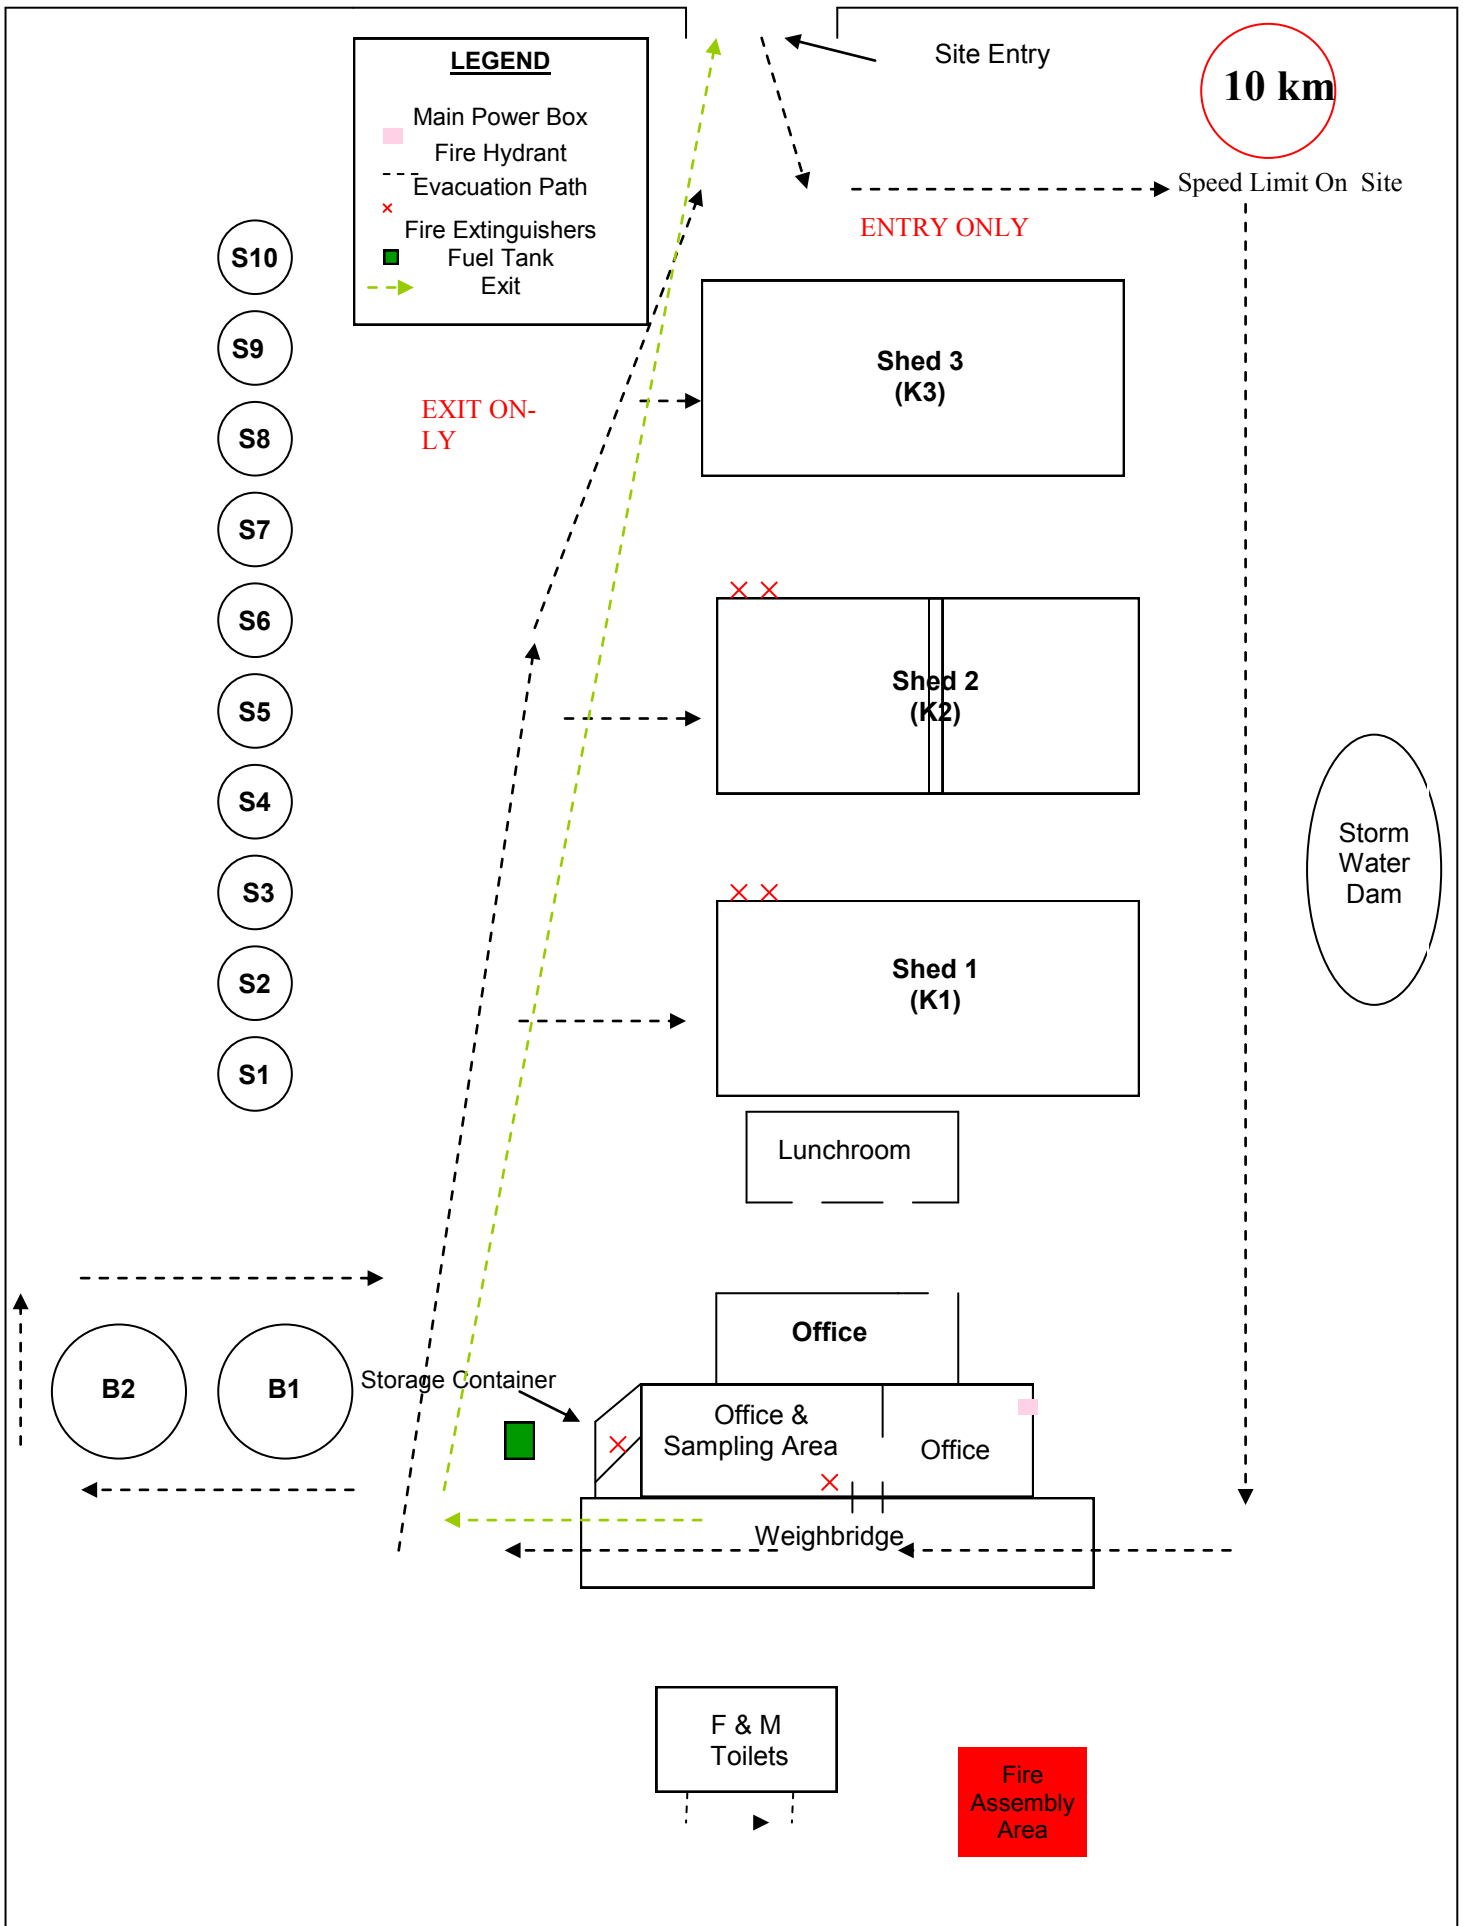 LEGEND
Main Power Box
Fire Hydrant
Evacuation Path
Fire Extinguishers
Fuel Tank
Exit
Site Entry
10 km
Speed Limit On Site
ENTRY ONLY
EXIT ON-
LY
S10
S9
S8
S7
S6
S5
S4
S3
S2
S1
Shed 3
(K3)
Shed 2
(K2)
Shed 1
(K1)
Storm
Water
Dam
Lunchroom
Office
B2
B1
Storage Container
Office &
Sampling Area
Office
Weighbridge
F & M
Toilets
Fire
Assembly
Area